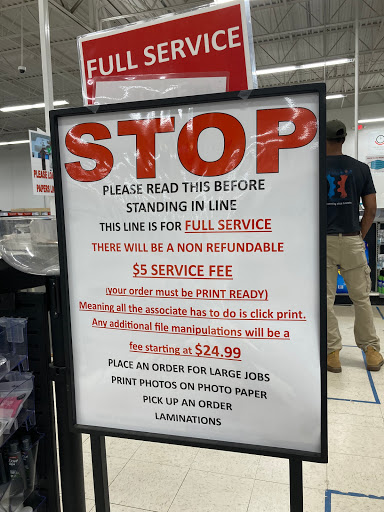 FULL SERVICE
STOP
PLEASE READ THIS BEFORE
STANDING IN LINE
THIS LINE IS FOR FULL SERVICE
THERE WILL BE A NON REFUNDABLE
$5 SERVICE FEE
(your order must be PRINT READY)
Meaning all the associate has to do is click print.
Any additional file manipulations will be a
fee starting at $24.99
PLACE AN ORDER FOR LARGE JOBS
PRINT PHOTOS ON PHOTO PAPER
PICK UP AN ORDER
LAMINATIONS
PLEASE
PAPERS